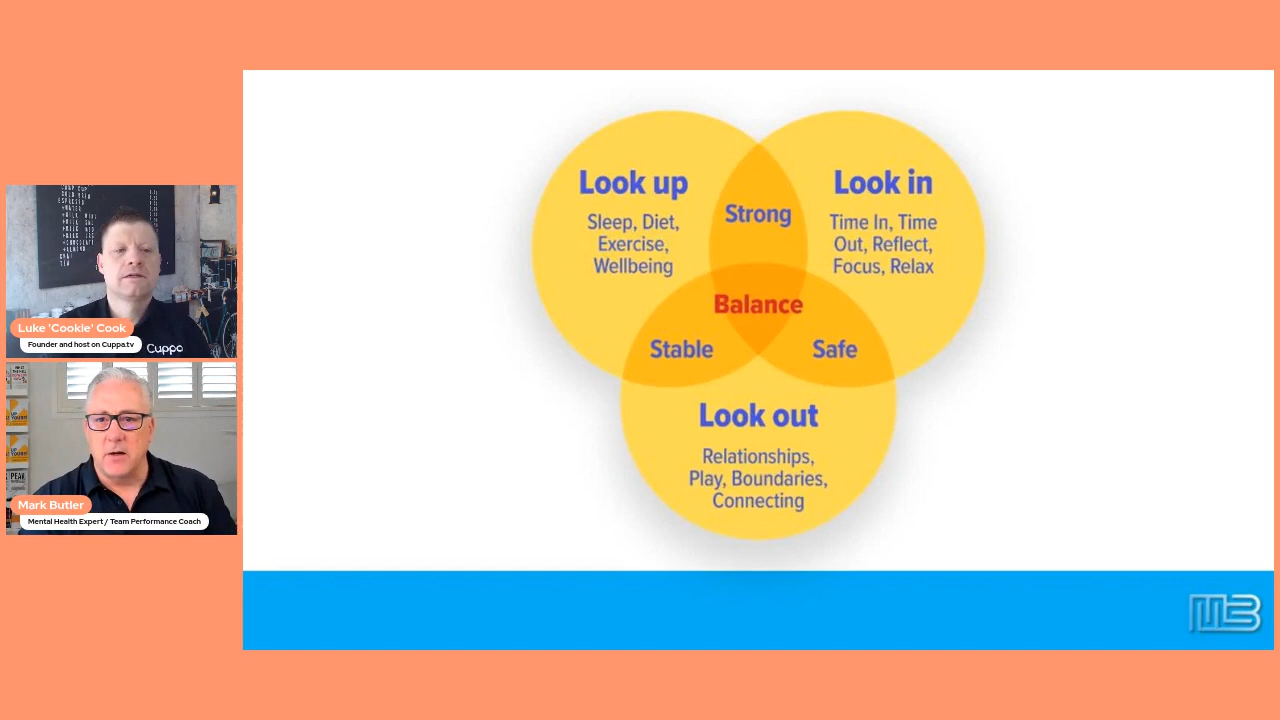 Look up
Sleep, Diet,
Exercise,
Wellbeing
Strong
Look in
Time In, Time
Out, Reflect,
Focus, Relax
Balance
Stable
Safe
Look out
Relationships,
Play, Boundaries,
Connecting
Luke 'Cookie' Cook
Founder and host on Cuppa.tv
Cuppa
Mark Butler
Mental Health Expert / Team Performance Coach
MB